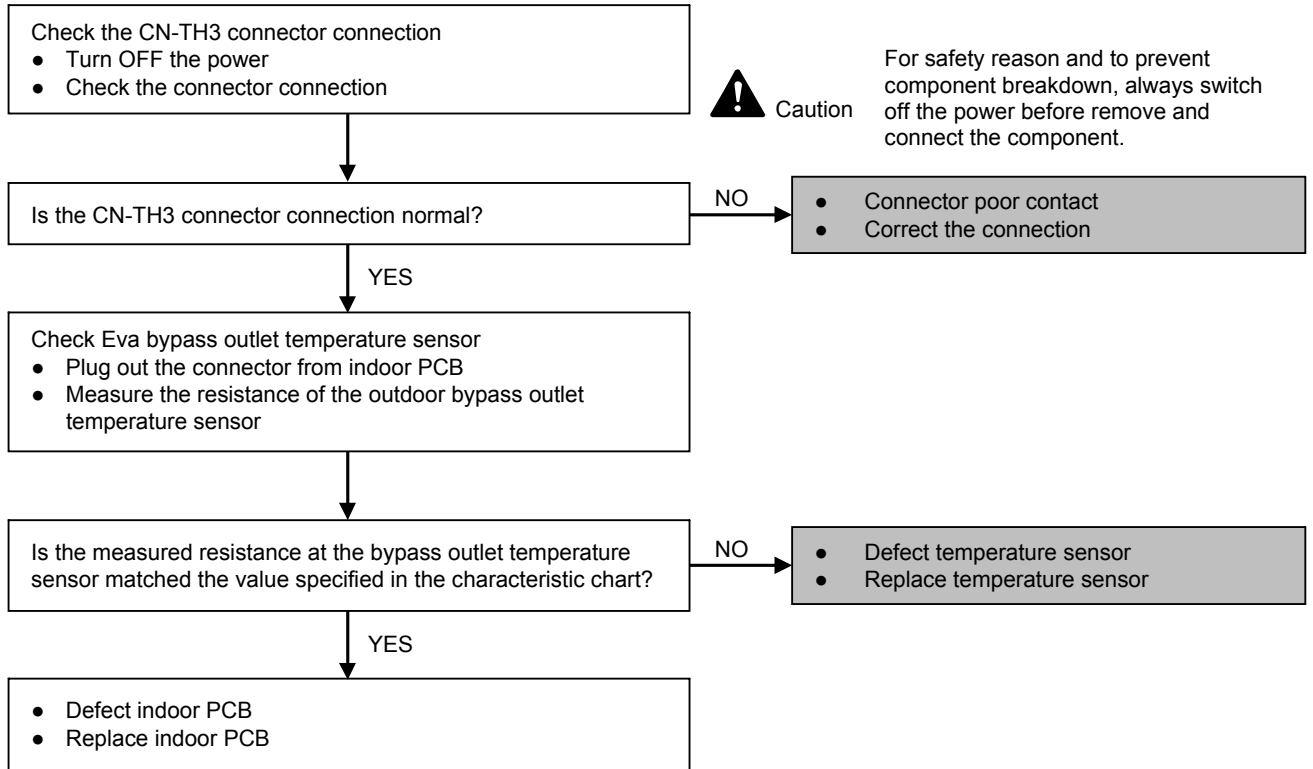 Check the CN-TH3 connector connection
● Turn OFF the power
● Check the connector connection
Caution
For safety reason and to prevent
component breakdown, always switch
off the power before remove and
connect the component.
Is the CN-TH3 connector connection normal?
NO
● Connector poor contact
● Correct the connection
YES
Check Eva bypass outlet temperature sensor
● Plug out the connector from indoor PCB
● Measure the resistance of the outdoor bypass outlet
temperature sensor
Is the measured resistance at the bypass outlet temperature
sensor matched the value specified in the characteristic chart?
NO
● Defect temperature sensor
● Replace temperature sensor
YES
● Defect indoor PCB
● Replace indoor PCB